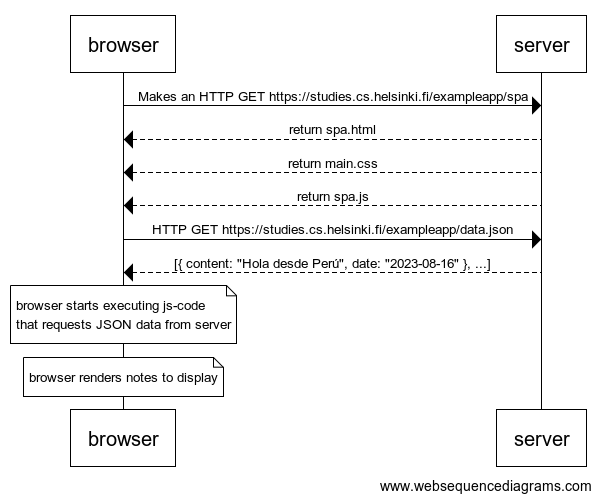 browser
server
Makes an HTTP GET https://studies.cs.helsinki.fi/exampleapp/spa
return spa.html
return main.css
return spa.js
HTTP GET https://studies.cs.helsinki.fi/exampleapp/data.json
[{ content: "Hola desde Perú", date: "2023-08-16" }, ...]
browser starts executing js-code
that requests JSON data from server
browser renders notes to display
browser
server
www.websequencediagrams.com